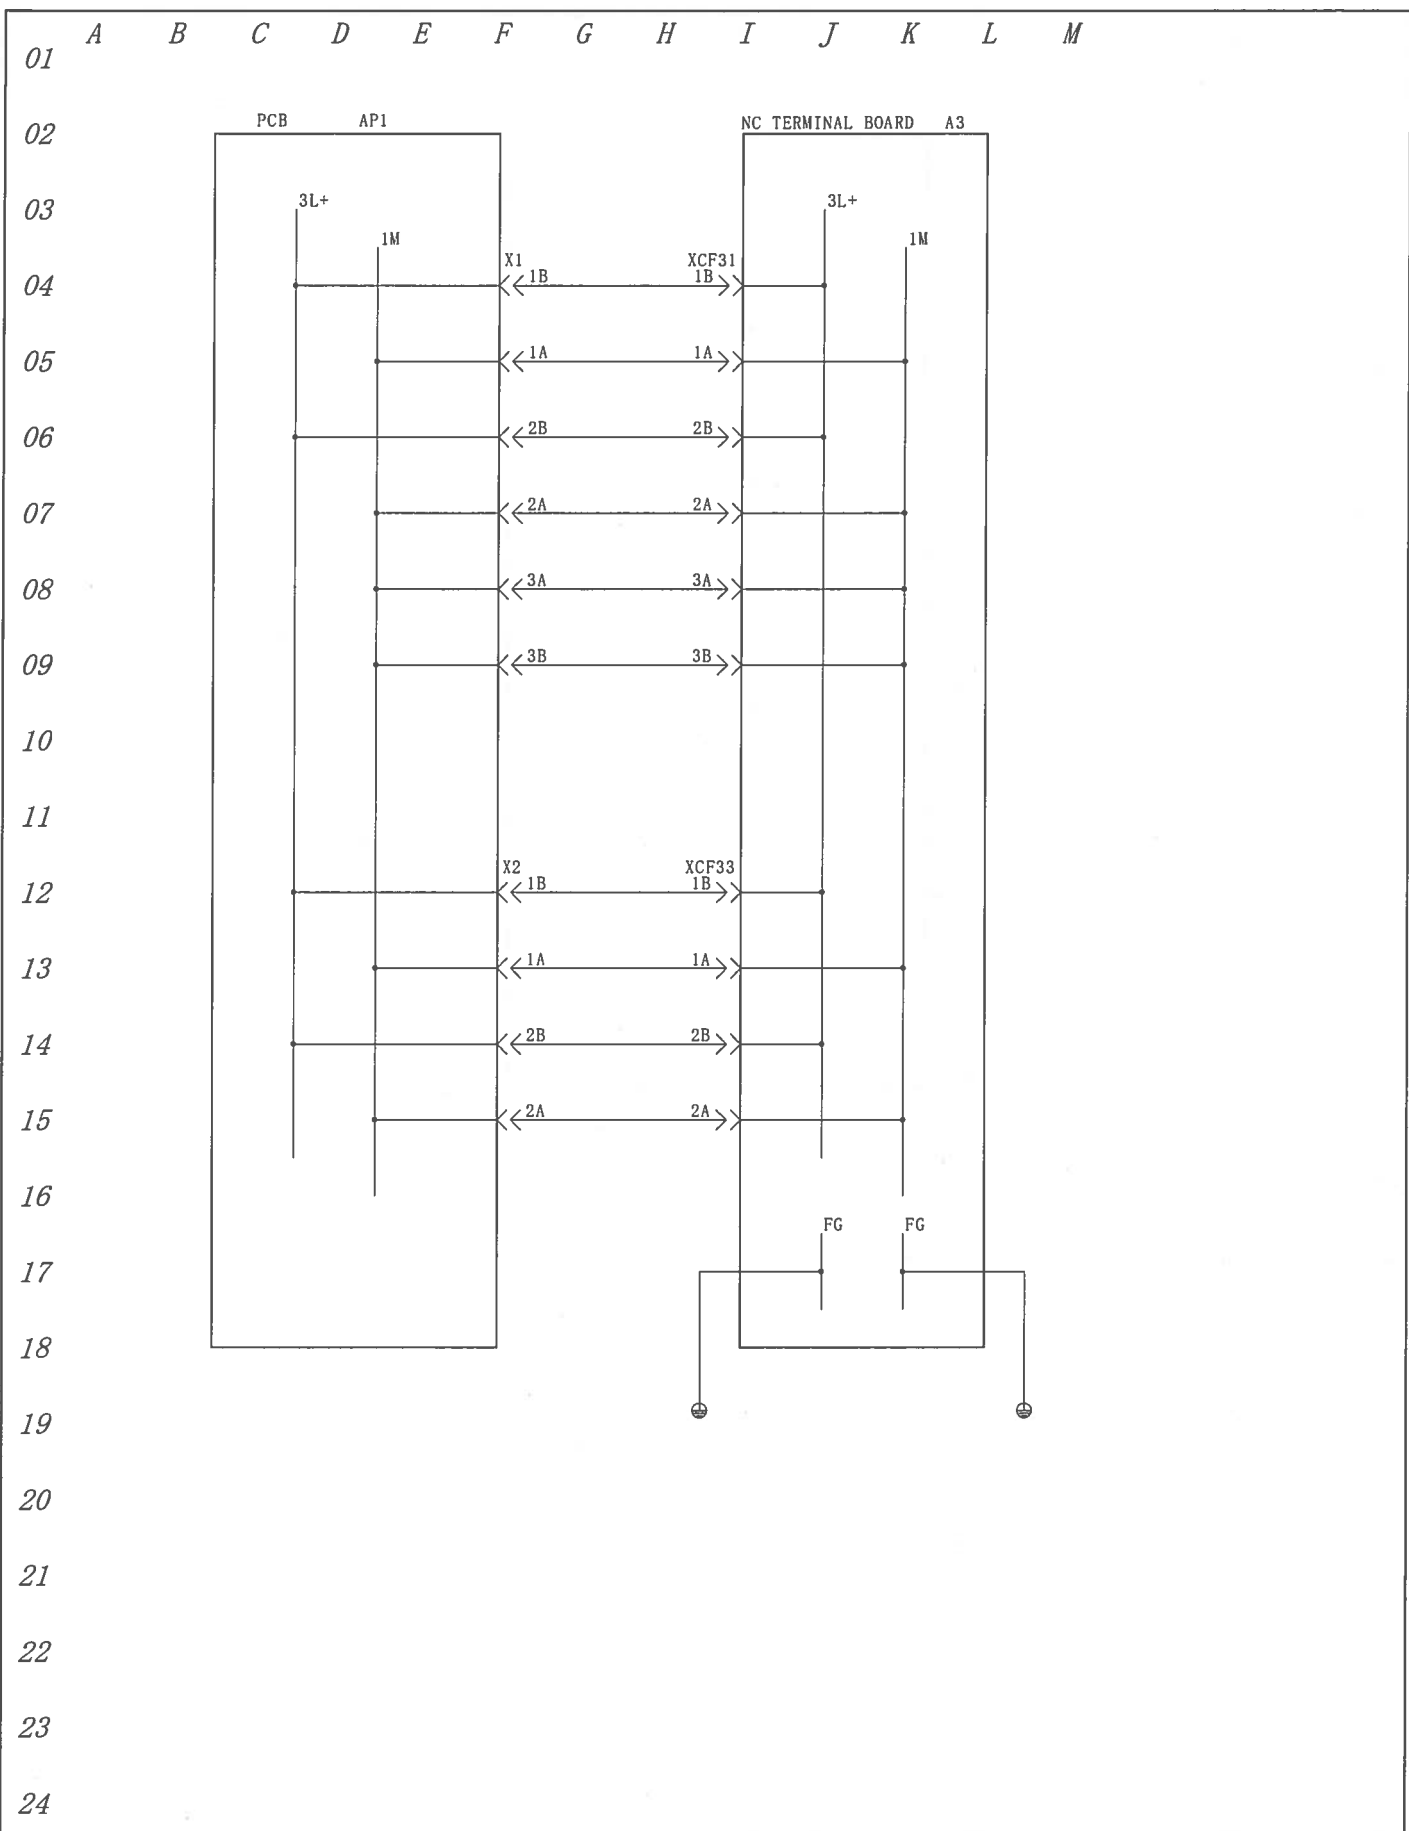 A B C D E F G H I J K L M
01
02 PCB AP1 NC TERMINAL BOARD A3
03 3L+ 3L+
1M 1M
X1 XCF31
04 1B 1B
05 1A 1A
06 2B 2B
07 2A 2A
08 3A 3A
09 3B 3B
10
11
X2 XCF33
12 1B 1B
13 1A 1A
14 2B 2B
15 2A 2A
16
FG FG
17
18
19
20
21
22
23
24